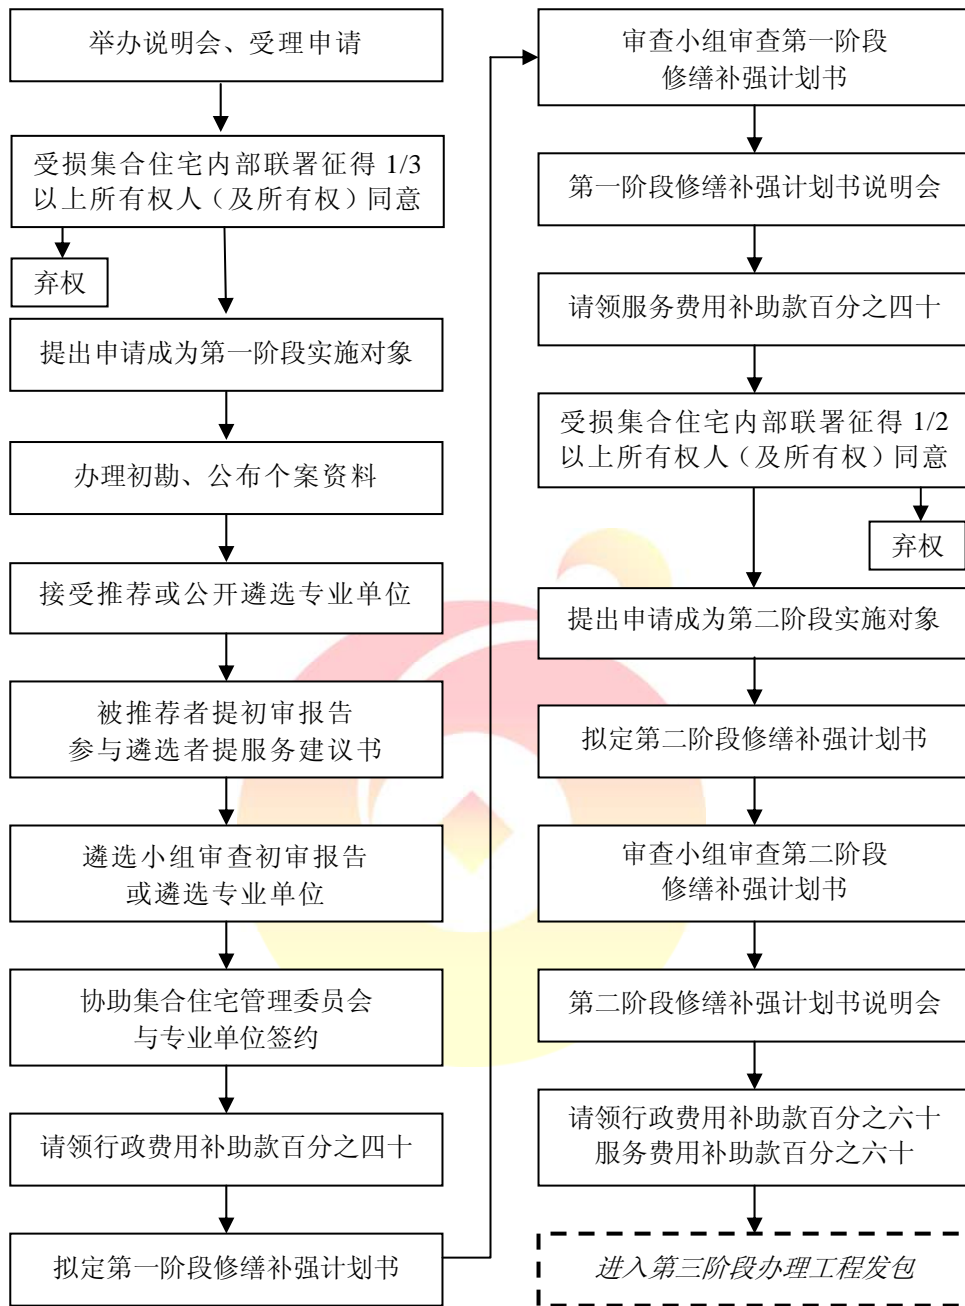 举办说明会、受理申请
受损集合住宅内部联署征得 1/3
以上所有权人（及所有权）同意
弃权
提出申请成为第一阶段实施对象
办理初勘、公布个案资料
接受推荐或公开遴选专业单位
被推荐者提初审报告
参与遴选者提服务建议书
遴选小组审查初审报告
或遴选专业单位
协助集合住宅管理委员会
与专业单位签约
请领行政费用补助款百分之四十
拟定第一阶段修缮补强计划书
审查小组审查第一阶段
修缮补强计划书
第一阶段修缮补强计划书说明会
请领服务费用补助款百分之四十
受损集合住宅内部联署征得 1/2
以上所有权人（及所有权）同意
弃权
提出申请成为第二阶段实施对象
拟定第二阶段修缮补强计划书
审查小组审查第二阶段
修缮补强计划书
第二阶段修缮补强计划书说明会
请领行政费用补助款百分之六十
服务费用补助款百分之六十
进入第三阶段办理工程发包